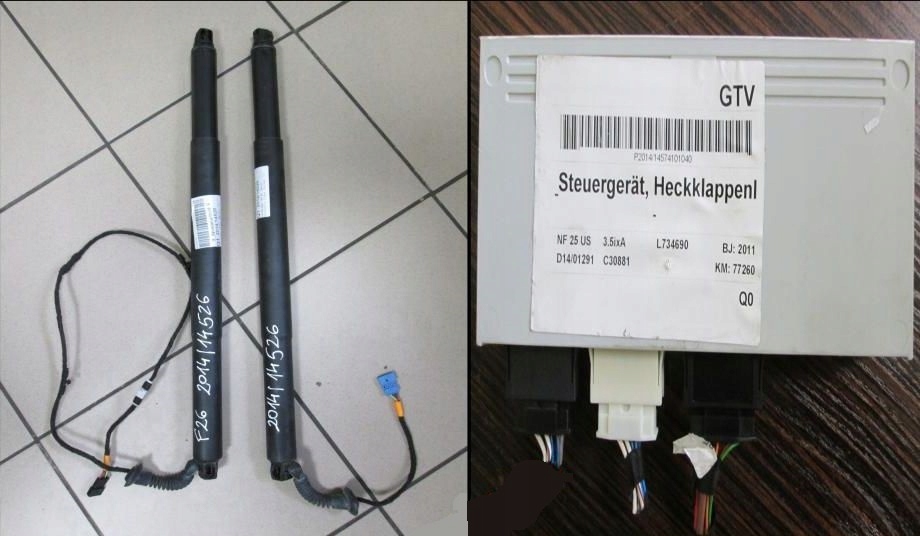 F26 2014/14526
2014/14526
GTV
P2014/14574101040
Steuergerät, Heckklappenl
NF 25 US 3.5ixA L734690 BJ: 2011
D14/01291 C30881 KM: 77260
Q0